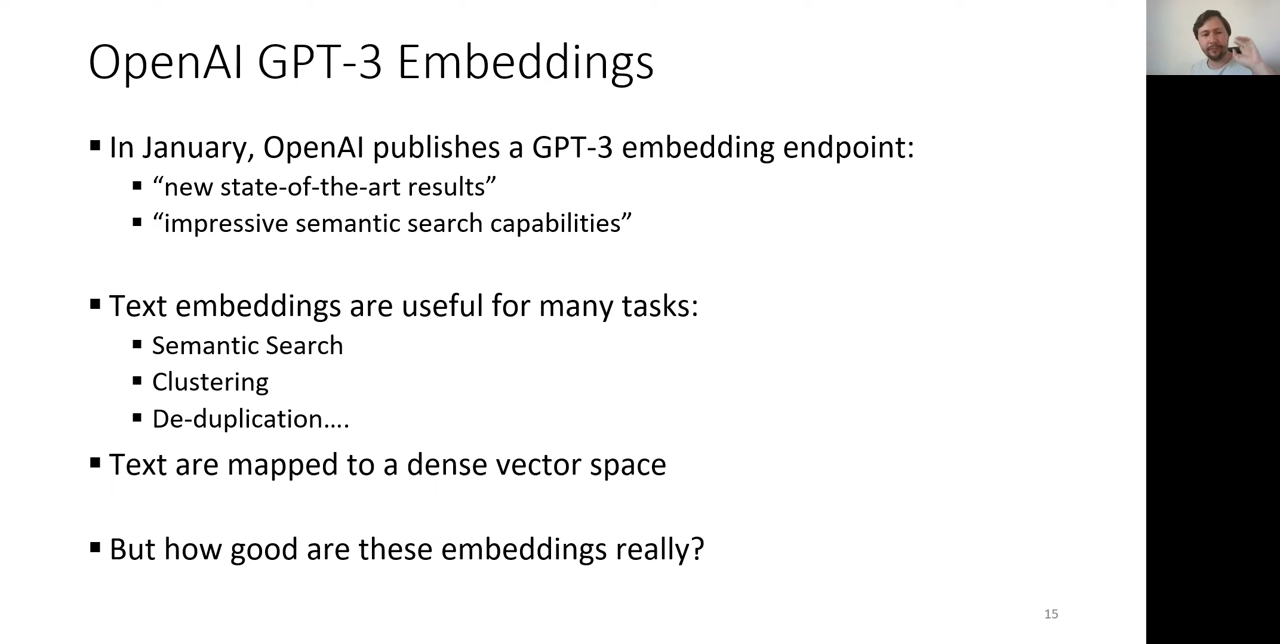 OpenAI GPT-3 Embeddings
▪ In January, OpenAI publishes a GPT-3 embedding endpoint:
▪ “new state-of-the-art results”
▪ “impressive semantic search capabilities”
▪ Text embeddings are useful for many tasks:
▪ Semantic Search
▪ Clustering
▪ De-duplication....
▪ Text are mapped to a dense vector space
▪ But how good are these embeddings really?
15